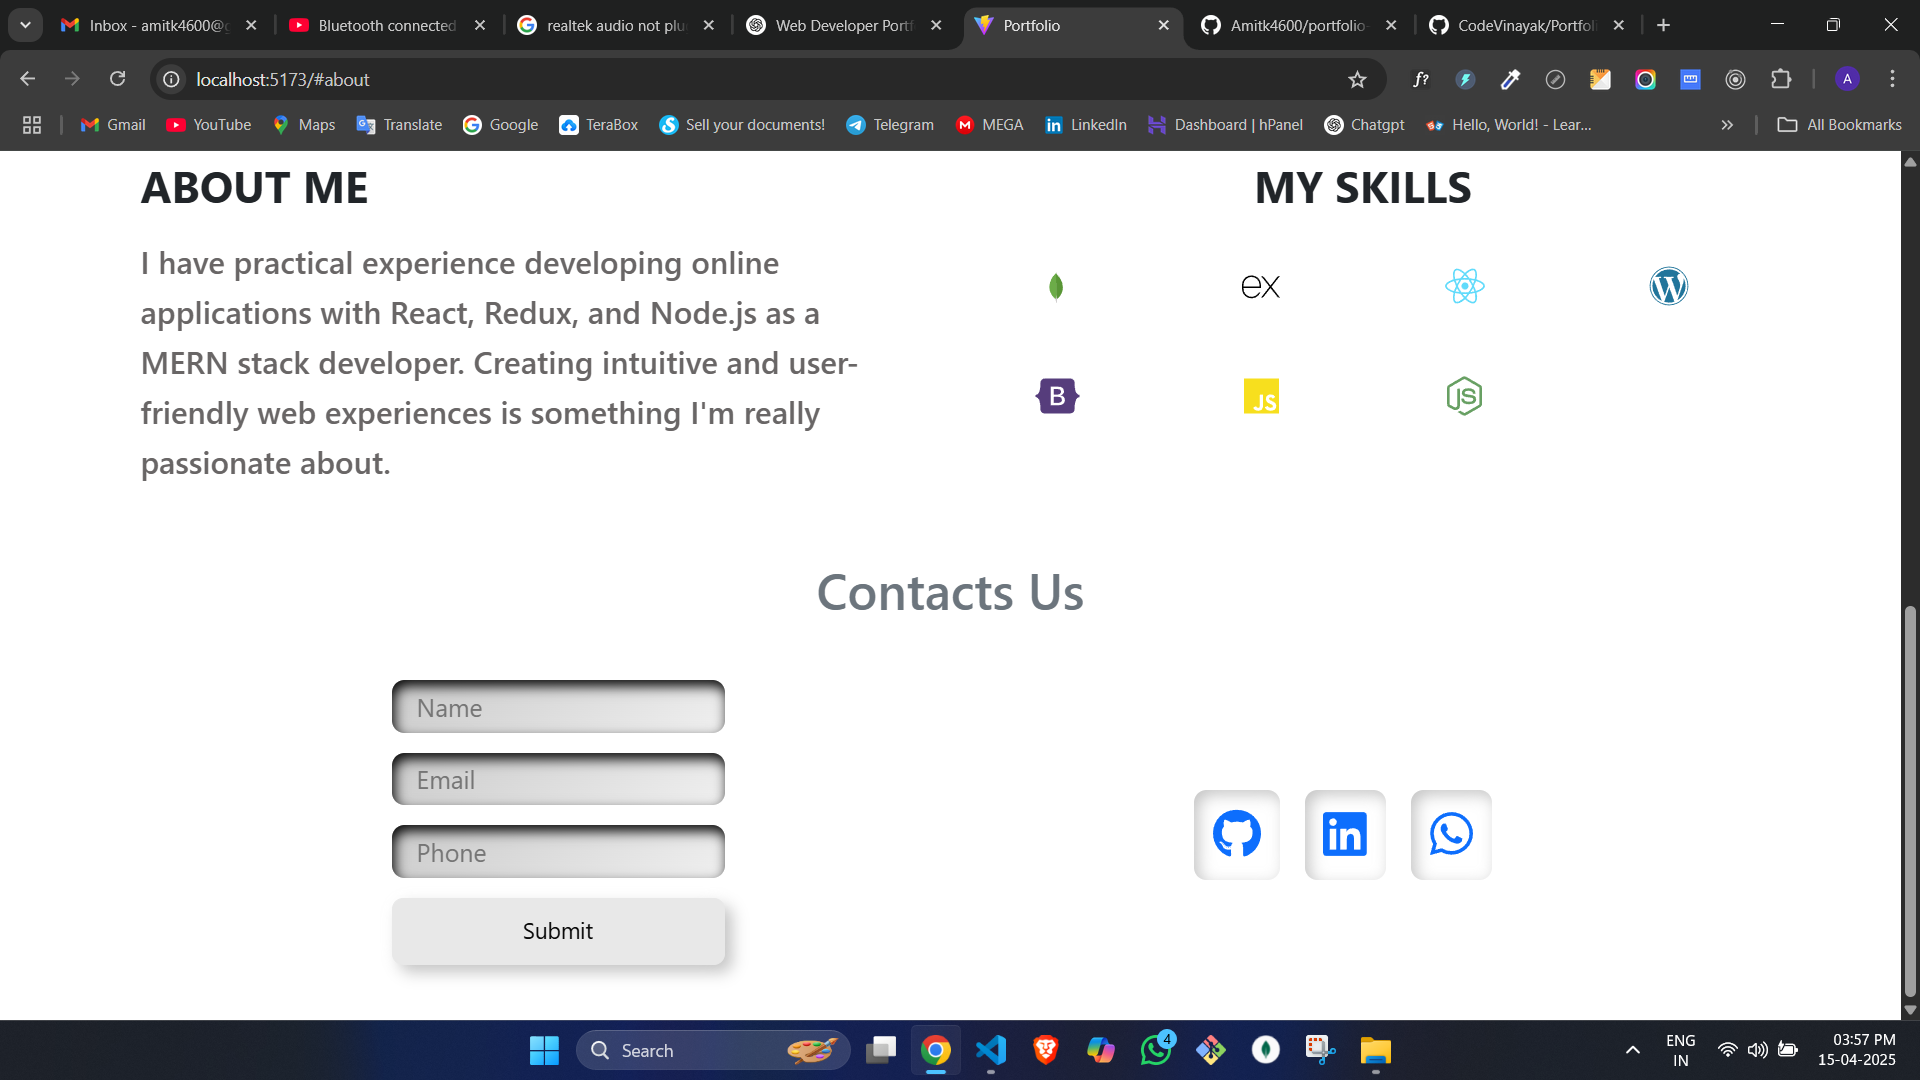 Inbox - amitk4600@g
Bluetooth connected
realtek audio not plu
Web Developer Portf
Portfolio
Amitk4600/portfolio-
CodeVinayak/Portfoli
localhost:5173/#about
f?
A
Gmail
YouTube
Maps
Translate
Google
TeraBox
Sell your documents!
Telegram
MEGA
LinkedIn
Dashboard | hPanel
Chatgpt
Hello, World! - Lear...
All Bookmarks
ABOUT ME
I have practical experience developing online
applications with React, Redux, and Node.js as a
MERN stack developer. Creating intuitive and user-
friendly web experiences is something I'm really
passionate about.
MY SKILLS
ex
W
B
JS
JS
Contacts Us
Name
Email
Phone
Submit
in
Search
4
ENG
IN
03:57 PM
15-04-2025